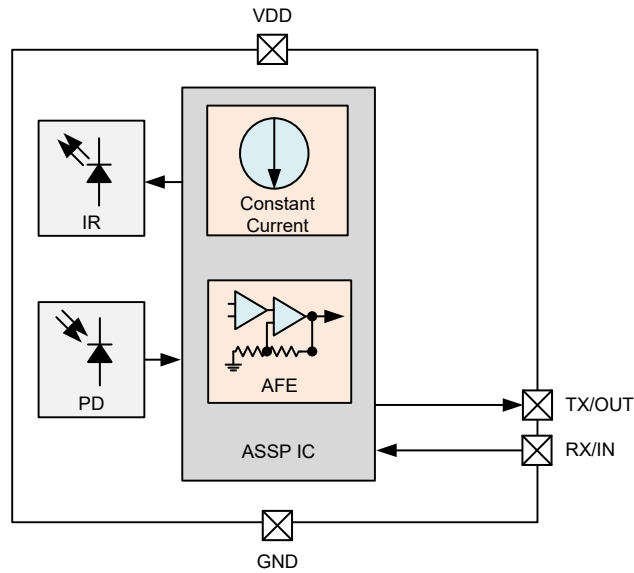 VDD
Constant
Current
IR
AFE
PD
ASSP IC
TX/OUT
RX/IN
GND